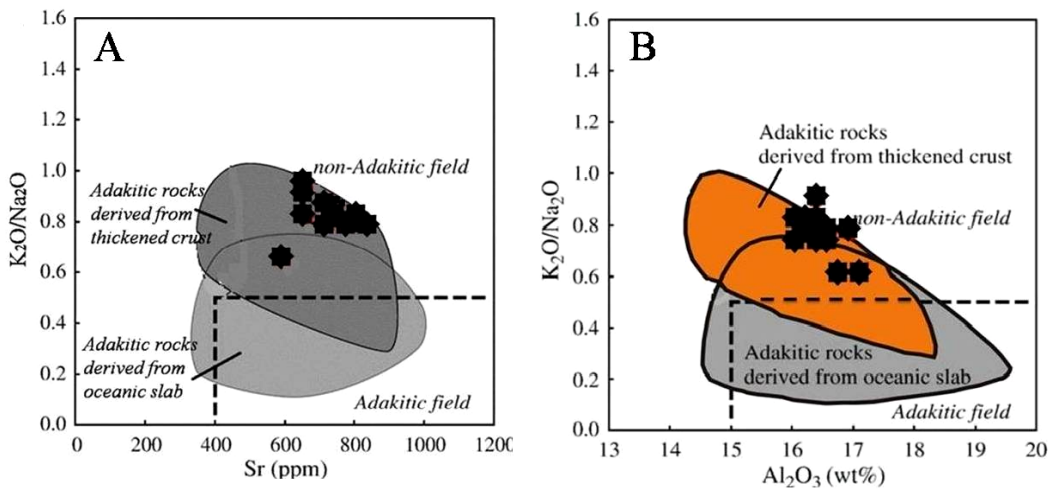 A
1.6
1.4
1.2
1.0
0.8
0.6
0.4
0.2
0.0
K₂O/Na₂O
non-Adakitic field
Adakitic rocks
derived from
thickened crust
Adakitic rocks
derived from
oceanic slab
Adakitic field
0 200 400 600 800 1000 1200
Sr (ppm)
B
1.6
1.4
1.2
1.0
0.8
0.6
0.4
0.2
0.0
K₂O/Na₂O
Adakitic rocks
derived from thickened crust
non-Adakitic field
Adakitic rocks
derived from oceanic slab
Adakitic field
13 14 15 16 17 18 19 20
Al₂O₃ (wt%)